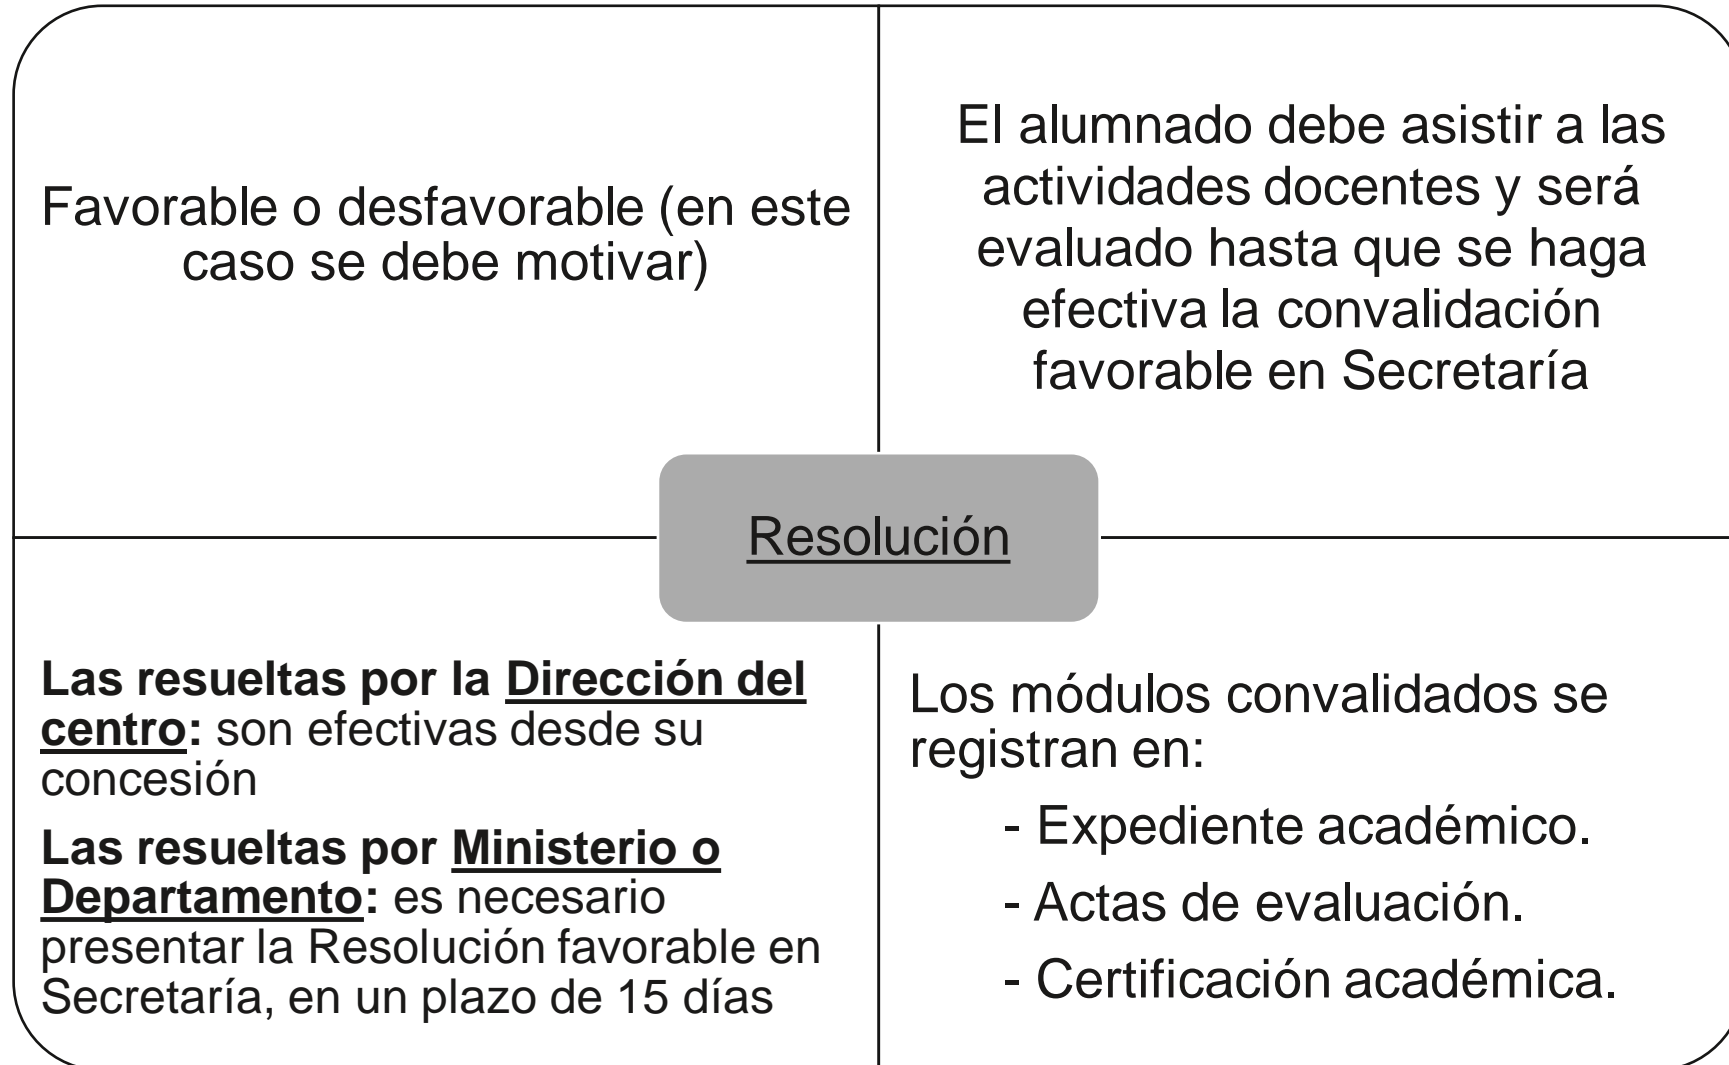 Favorable o desfavorable (en este
caso se debe motivar)
El alumnado debe asistir a las
actividades docentes y será
evaluado hasta que se haga
efectiva la convalidación
favorable en Secretaría
Resolución
Las resueltas por la Dirección del
centro: son efectivas desde su
concesión
Las resueltas por Ministerio o
Departamento: es necesario
presentar la Resolución favorable en
Secretaría, en un plazo de 15 días
Los módulos convalidados se
registran en:
- Expediente académico.
- Actas de evaluación.
- Certificación académica.